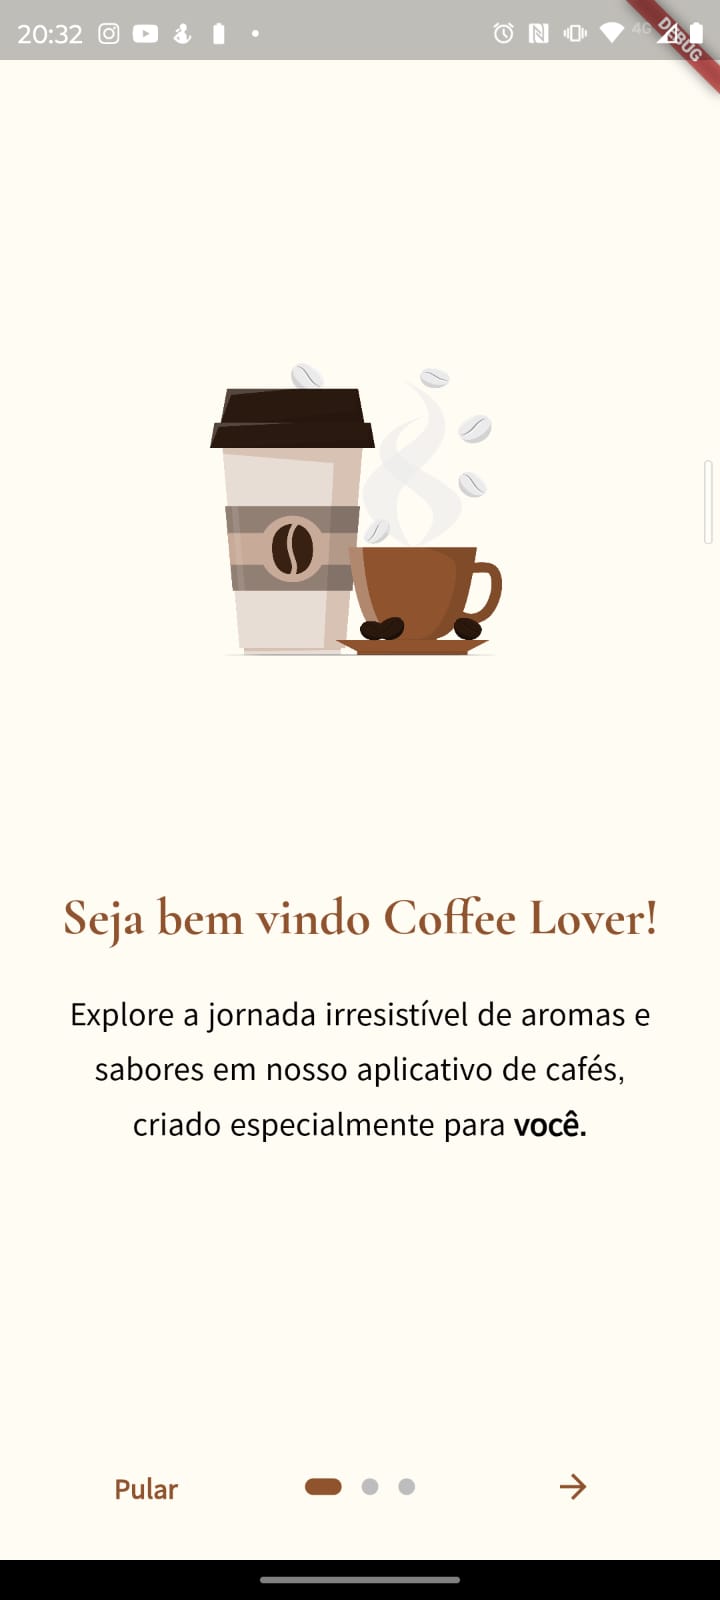 20:32
4G
DEBUG
Seja bem vindo Coffee Lover!
Explore a jornada irresistível de aromas e
sabores em nosso aplicativo de cafés,
criado especialmente para você.
Pular